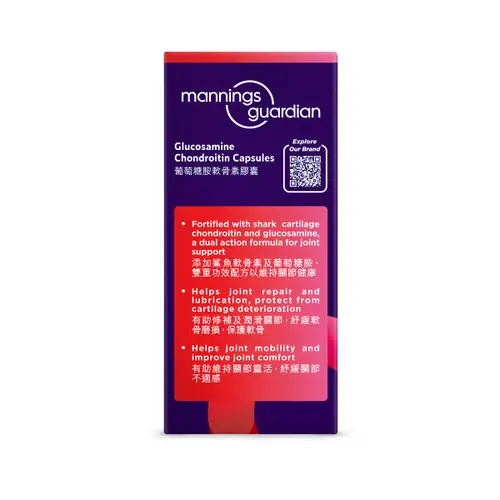 mannings
guardian
Glucosamine
Chondroitin Capsules
葡萄糖胺軟骨素膠囊
Explore
Our Brand
• Fortified with shark cartilage
chondroitin and glucosamine,
a dual action formula for joint
support
添加鯊魚軟骨素及葡萄糖胺，
雙重功效配方以維持關節健康
• Helps joint repair and
lubrication, protect from
cartilage deterioration
有助修補及潤滑關節，紓緩軟
骨磨損，保護軟骨
• Helps joint mobility and
improve joint comfort
有助維持關節靈活，紓緩關節
不適感